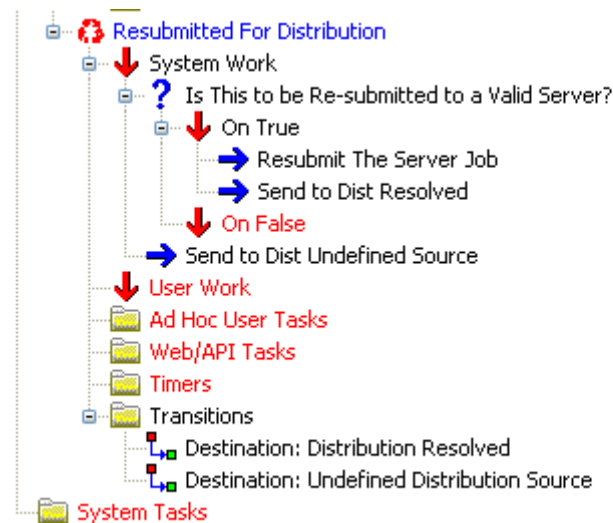 Resubmitted For Distribution
System Work
? Is This to be Re-submitted to a Valid Server?
On True
Resubmit The Server Job
Send to Dist Resolved
On False
Send to Dist Undefined Source
User Work
Ad Hoc User Tasks
Web/API Tasks
Timers
Transitions
Destination: Distribution Resolved
Destination: Undefined Distribution Source
System Tasks